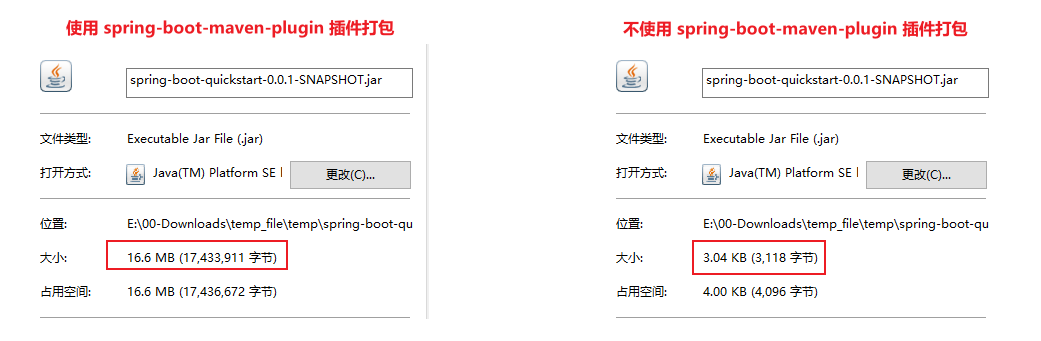 使用 spring-boot-maven-plugin 插件打包
spring-boot-quickstart-0.0.1-SNAPSHOT.jar
文件类型: Executable Jar File (.jar)
打开方式: Java(TM) Platform SE 更改(C)...
位置: E:\00-Downloads\temp_file\temp\spring-boot-qu
大小: 16.6 MB (17,433,911 字节)
占用空间: 16.6 MB (17,436,672 字节)
不使用 spring-boot-maven-plugin 插件打包
spring-boot-quickstart-0.0.1-SNAPSHOT.jar
文件类型: Executable Jar File (.jar)
打开方式: Java(TM) Platform SE 更改(C)...
位置: E:\00-Downloads\temp_file\temp\spring-boot-qu
大小: 3.04 KB (3,118 字节)
占用空间: 4.00 KB (4,096 字节)